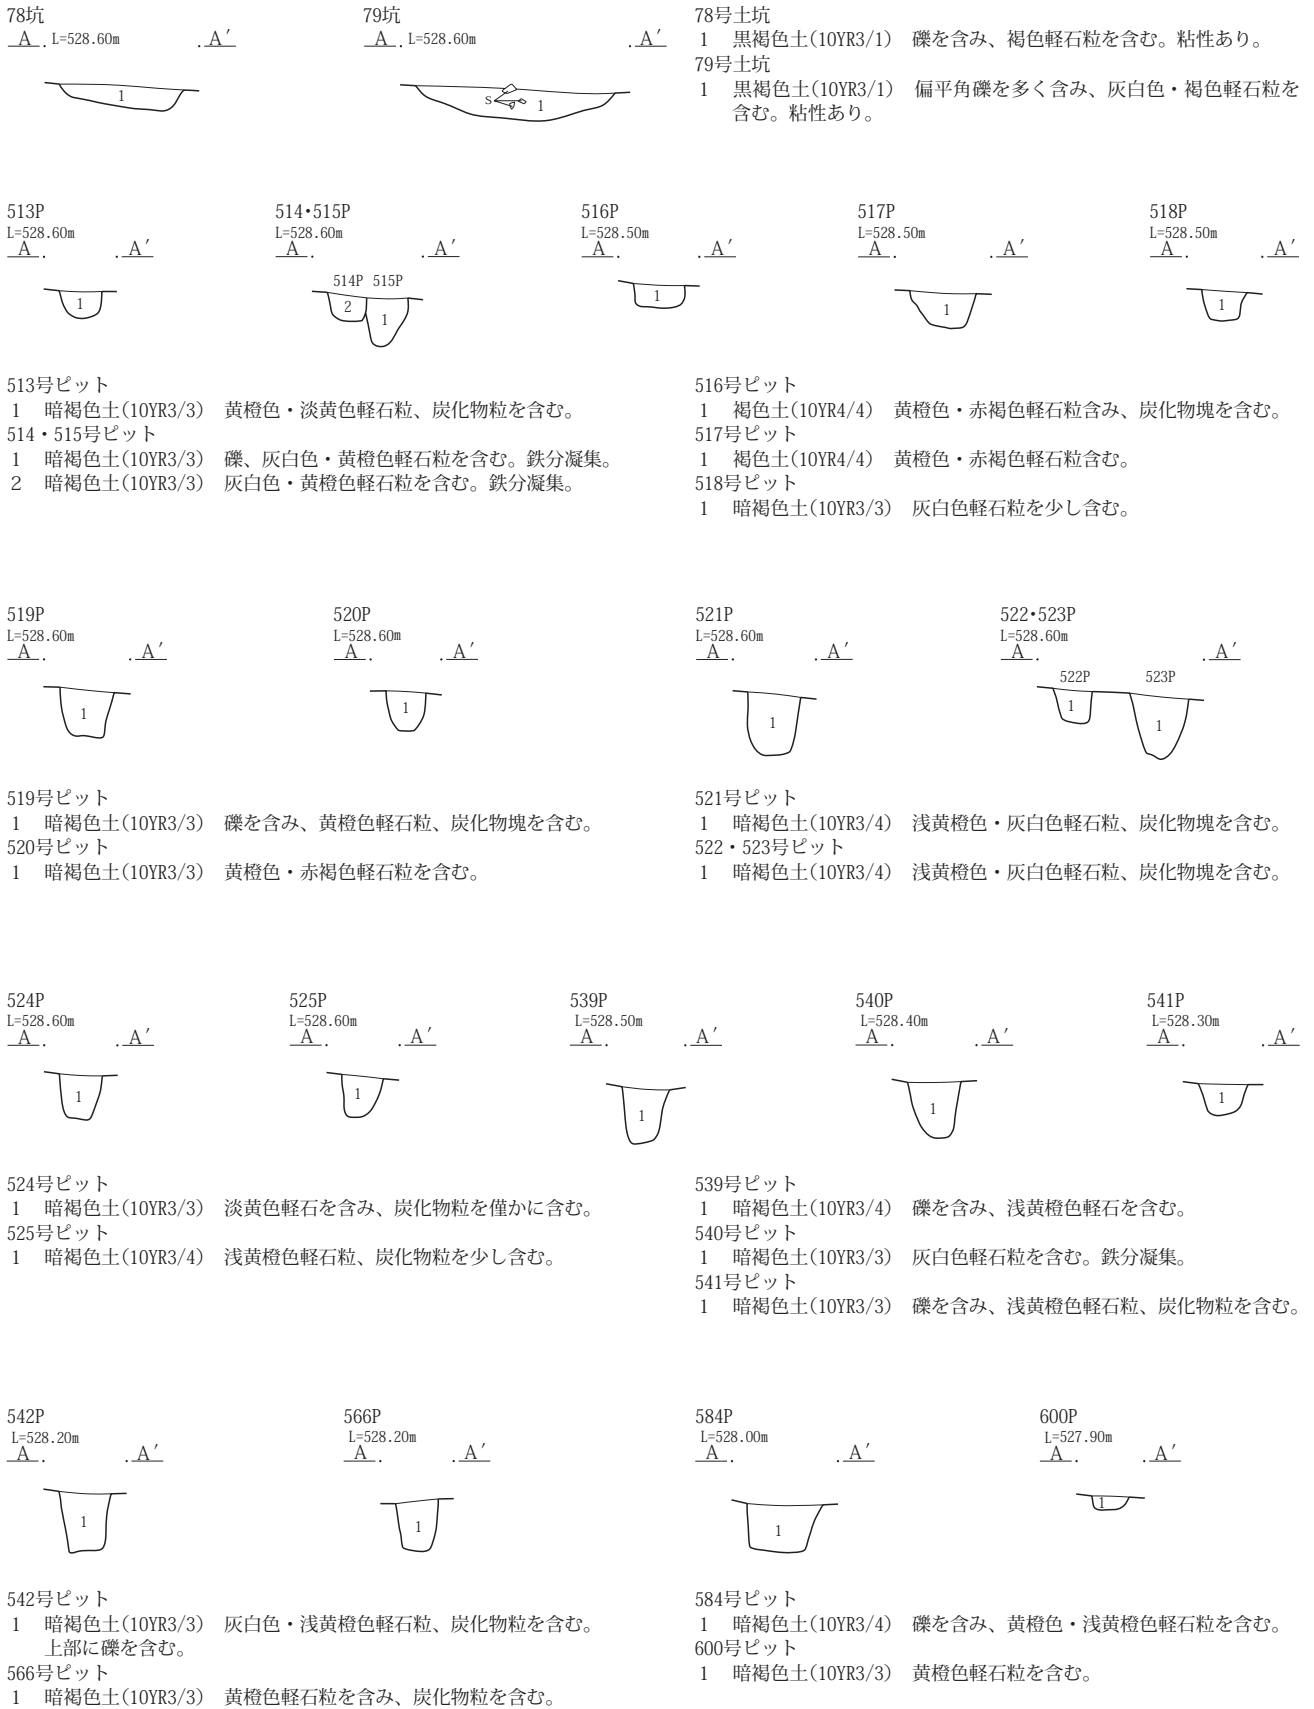 78坑
A . L=528.60m . A′
1
79坑
A . L=528.60m . A′
S 1
78号土坑
1 黒褐色土(10YR3/1) 礫を含み、褐色軽石粒を含む。粘性あり。
79号土坑
1 黒褐色土(10YR3/1) 偏平角礫を多く含み、灰白色・褐色軽石粒を
含む。粘性あり。
513P
L=528.60m
A . . A′
1
514・515P
L=528.60m
A . . A′
514P 515P
2 1
516P
L=528.50m
A . . A′
1
517P
L=528.50m
A . . A′
1
518P
L=528.50m
A . . A′
1
513号ピット
1 暗褐色土(10YR3/3) 黄橙色・淡黄色軽石粒、炭化物粒を含む。
514・515号ピット
1 暗褐色土(10YR3/3) 礫、灰白色・黄橙色軽石粒を含む。鉄分凝集。
2 暗褐色土(10YR3/3) 灰白色・黄橙色軽石粒を含む。鉄分凝集。
516号ピット
1 褐色土(10YR4/4) 黄橙色・赤褐色軽石粒含み、炭化物塊を含む。
517号ピット
1 褐色土(10YR4/4) 黄橙色・赤褐色軽石粒含む。
518号ピット
1 暗褐色土(10YR3/3) 灰白色軽石粒を少し含む。
519P
L=528.60m
A . . A′
1
520P
L=528.60m
A . . A′
1
521P
L=528.60m
A . . A′
1
522・523P
L=528.60m
A . . A′
522P 523P
1 1
519号ピット
1 暗褐色土(10YR3/3) 礫を含み、黄橙色軽石粒、炭化物塊を含む。
520号ピット
1 暗褐色土(10YR3/3) 黄橙色・赤褐色軽石粒を含む。
521号ピット
1 暗褐色土(10YR3/4) 浅黄橙色・灰白色軽石粒、炭化物塊を含む。
522・523号ピット
1 暗褐色土(10YR3/4) 浅黄橙色・灰白色軽石粒、炭化物塊を含む。
524P
L=528.60m
A . . A′
1
525P
L=528.60m
A . . A′
1
539P
L=528.50m
A . . A′
1
540P
L=528.40m
A . . A′
1
541P
L=528.30m
A . . A′
1
524号ピット
1 暗褐色土(10YR3/3) 淡黄色軽石を含み、炭化物粒を僅かに含む。
525号ピット
1 暗褐色土(10YR3/4) 浅黄橙色軽石粒、炭化物粒を少し含む。
539号ピット
1 暗褐色土(10YR3/4) 礫を含み、浅黄橙色軽石を含む。
540号ピット
1 暗褐色土(10YR3/3) 灰白色軽石粒を含む。鉄分凝集。
541号ピット
1 暗褐色土(10YR3/3) 礫を含み、浅黄橙色軽石粒、炭化物粒を含む。
542P
L=528.20m
A . . A′
1
566P
L=528.20m
A . . A′
1
584P
L=528.00m
A . . A′
1
600P
L=527.90m
A . . A′
1
542号ピット
1 暗褐色土(10YR3/3) 灰白色・浅黄橙色軽石粒、炭化物粒を含む。
上部に礫を含む。
566号ピット
1 暗褐色土(10YR3/3) 黄橙色軽石粒を含み、炭化物粒を含む。
584号ピット
1 暗褐色土(10YR3/4) 礫を含み、黄橙色・浅黄橙色軽石粒を含む。
600号ピット
1 暗褐色土(10YR3/3) 黄橙色軽石粒を含む。